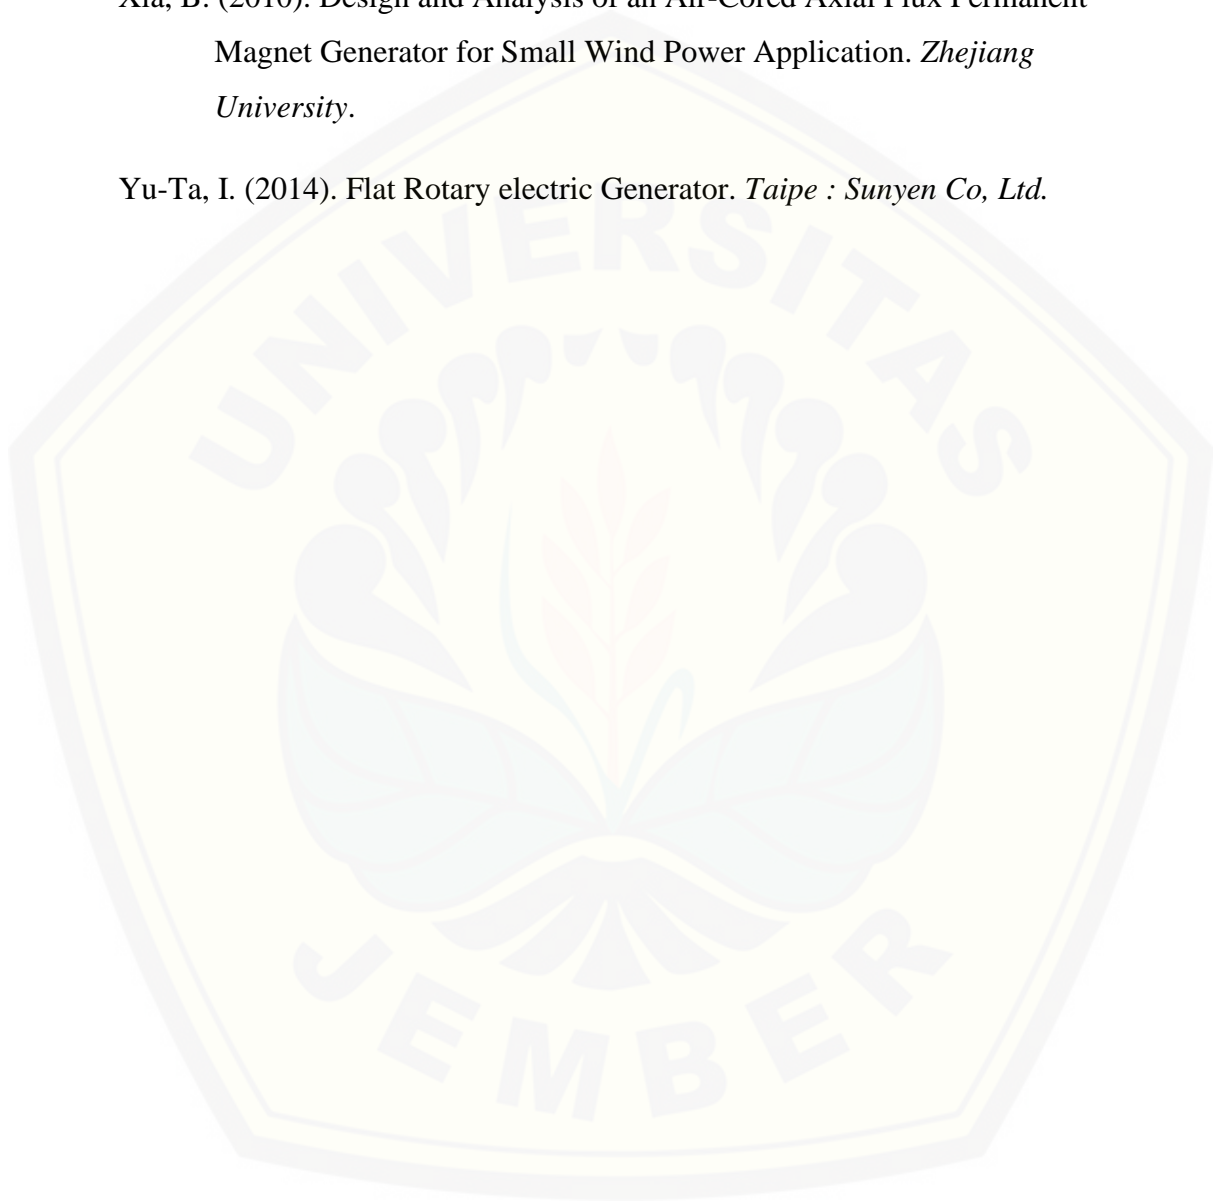 Xia, B. (2010). Design and Analysis of an Air-Cored Axial Flux Permanent
Magnet Generator for Small Wind Power Application. Zhejiang
University.
Yu-Ta, I. (2014). Flat Rotary electric Generator. Taipe : Sunyen Co, Ltd.
UNIVERSITAS
JEMBER